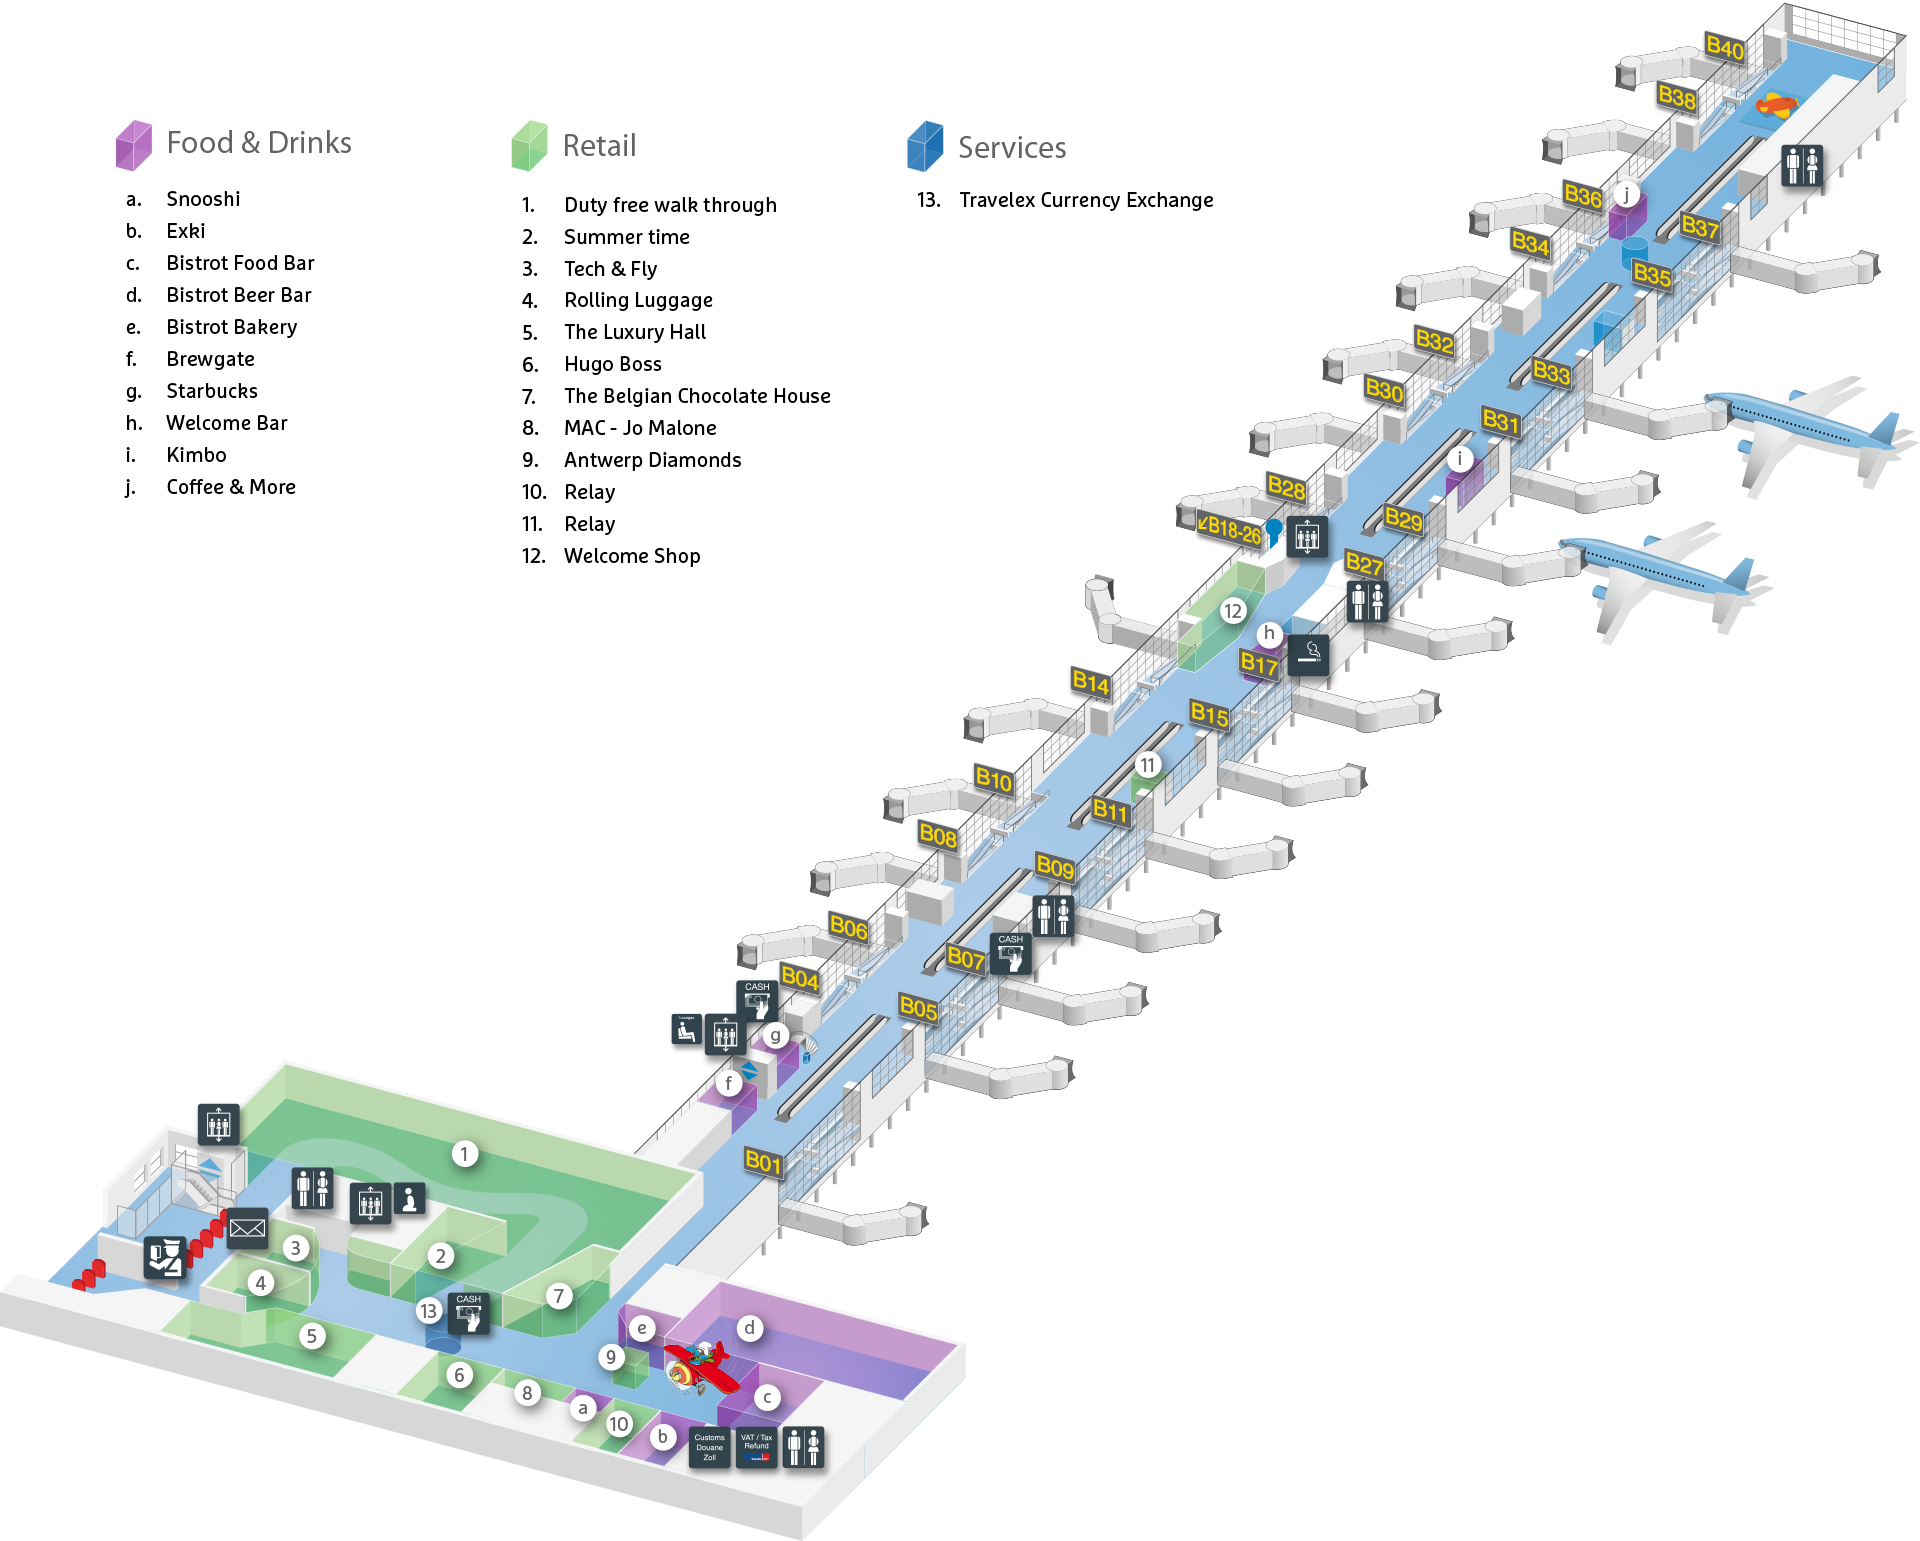 Food & Drinks
a. Snooshi
b. Exki
c. Bistrot Food Bar
d. Bistrot Beer Bar
e. Bistrot Bakery
f. Brewgate
g. Starbucks
h. Welcome Bar
i. Kimbo
j. Coffee & More
Retail
1. Duty free walk through
2. Summer time
3. Tech & Fly
4. Rolling Luggage
5. The Luxury Hall
6. Hugo Boss
7. The Belgian Chocolate House
8. MAC - Jo Malone
9. Antwerp Diamonds
10. Relay
11. Relay
12. Welcome Shop
Services
13. Travelex Currency Exchange
B40
B38
B36
j
B37
B34
B35
B32
B33
B30
B31
i
B28
B29
↙B18-26
B27
12
h
B17
B14
B15
11
B10
B11
B08
B09
B06
CASH
B07
B04
B05
CASH
Lounges
g
f
B01
1
3
2
4
13
CASH
7
5
e
d
9
6
8
c
a
10
b
Customs
Douane
Zoll
VAT / Tax
Refund